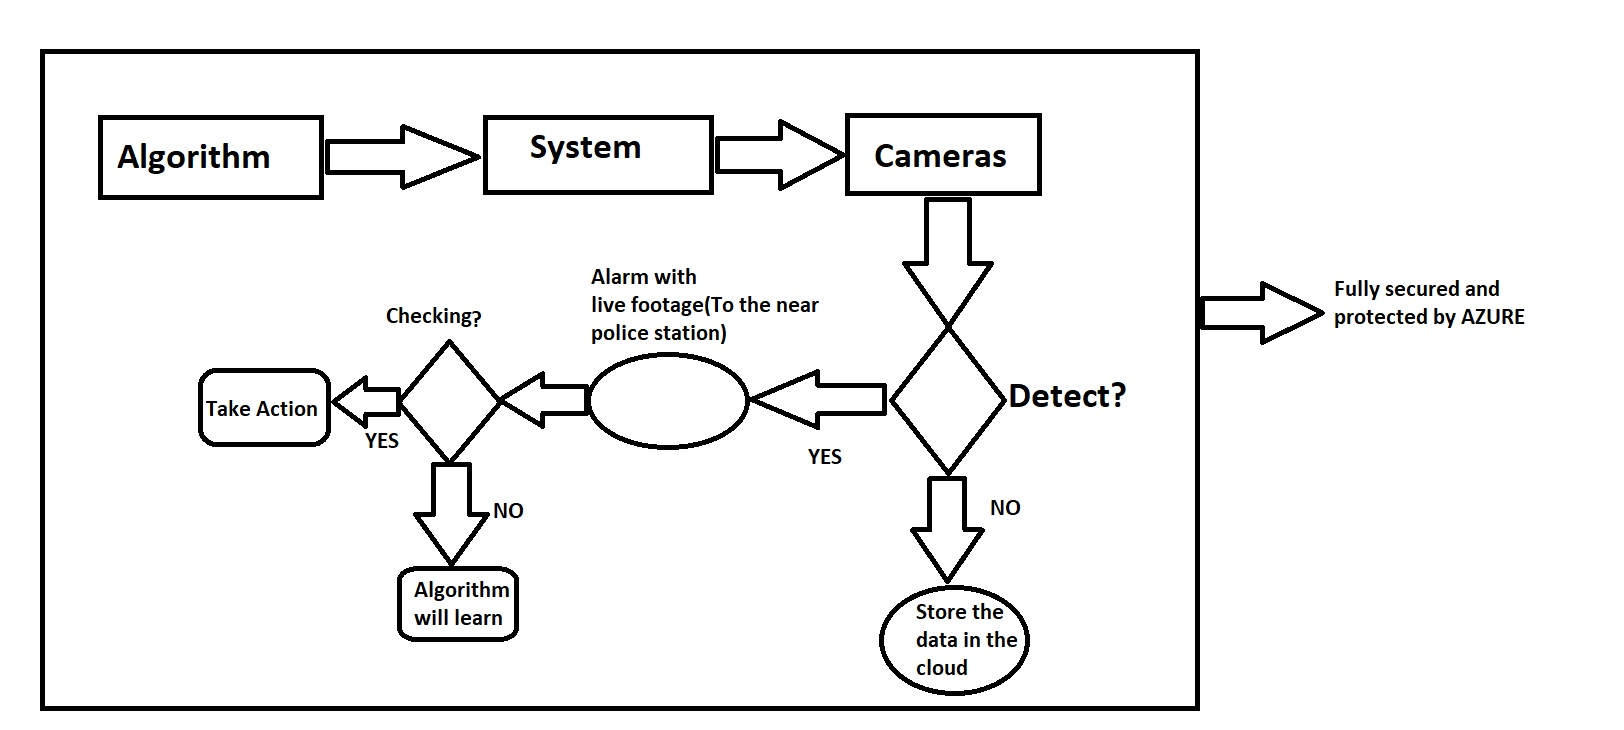 Algorithm
System
Cameras
Alarm with
live footage(To the near
police station)
Checking?
Fully secured and
protected by AZURE
Take Action
YES
Detect?
YES
NO
NO
Algorithm
will learn
Store the
data in the
cloud